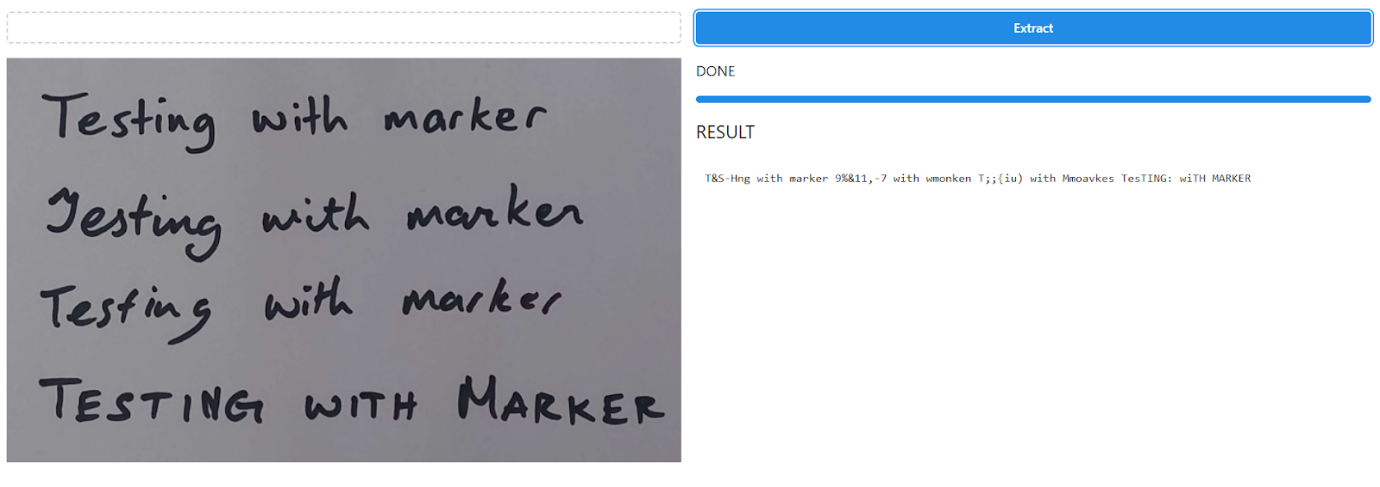 Extract
Testing with marker
Testing with marker
Testing with marker
TESTING WITH MARKER
DONE
RESULT
T&S-Hng with marker 9%&11,-7 with wmonken T;;{iu) with Mmoavkes TesTING: wiTH MARKER